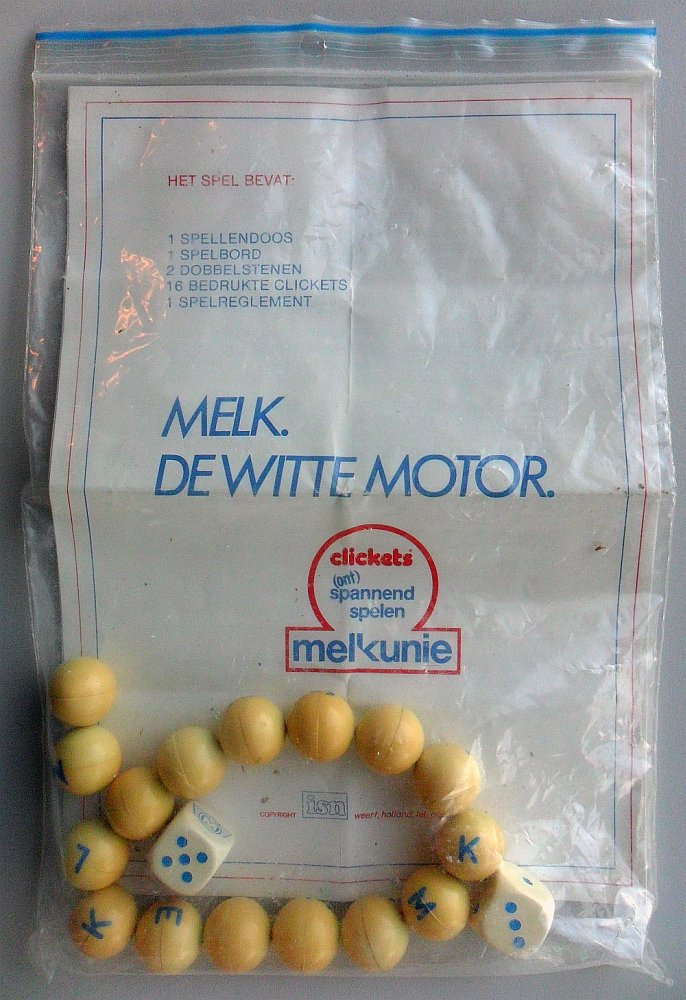 HET SPEL BEVAT:
1 SPELLENDOOS
1 SPELBORD
2 DOBBELSTENEN
16 BEDRUKTE CLICKETS
1 SPELREGLEMENT
MELK.
DE WITTE MOTOR.
clickets
(ont)
spannend
spelen
melkunie
COPYRIGHT isn weert, holland,
K
L
K E M